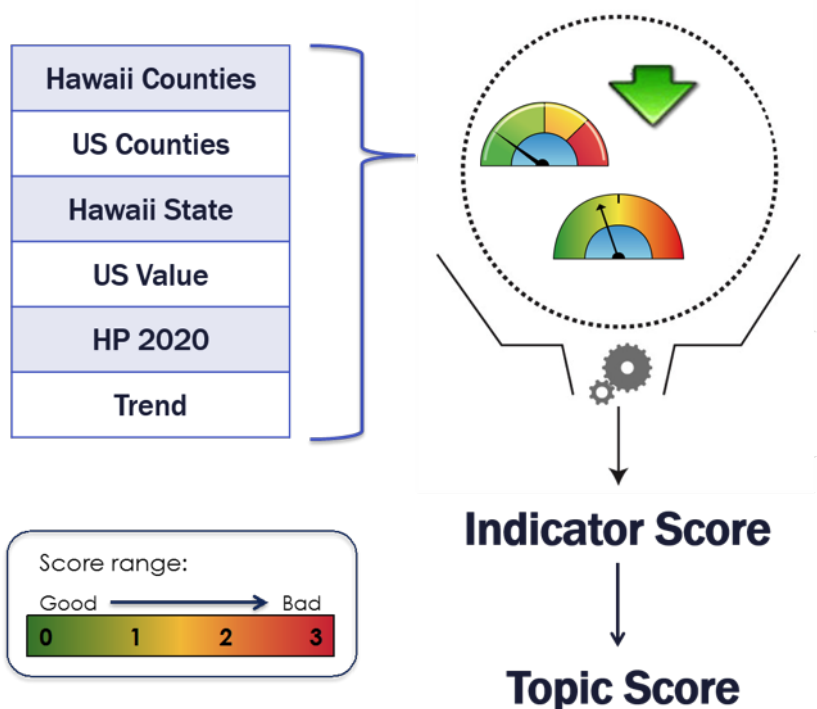 Hawaii Counties
US Counties
Hawaii State
US Value
HP 2020
Trend
Indicator Score
Topic Score
Score range:
Good Bad
0 1 2 3